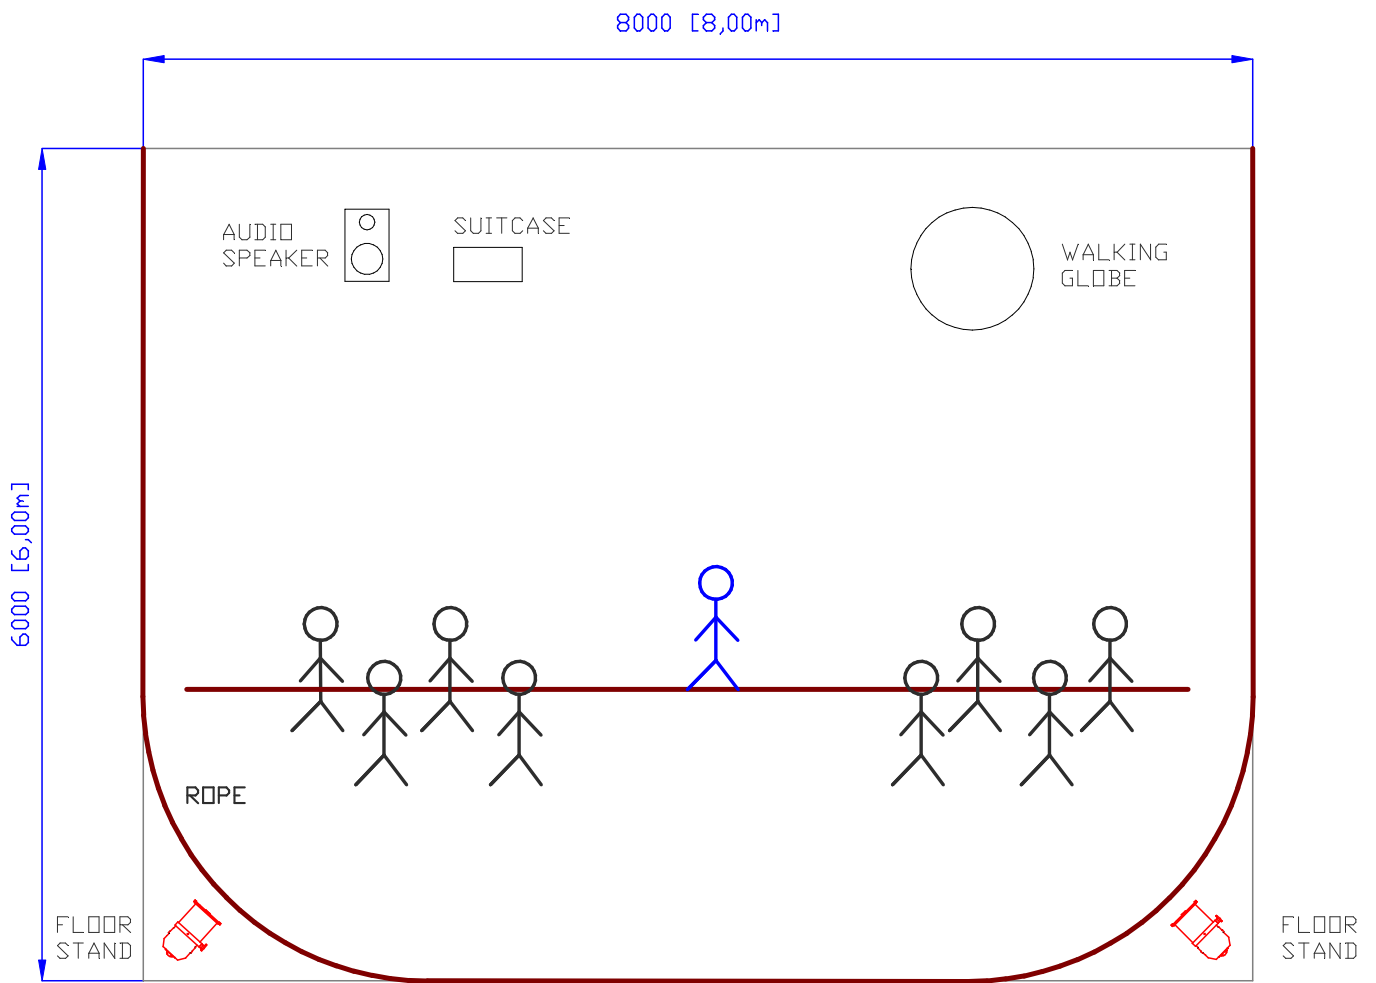 8000 [8,00m]
AUDIO
SPEAKER
SUITCASE
WALKING
GLOBE
6000 [6,00m]
ROPE
FLOOR
STAND
FLOOR
STAND